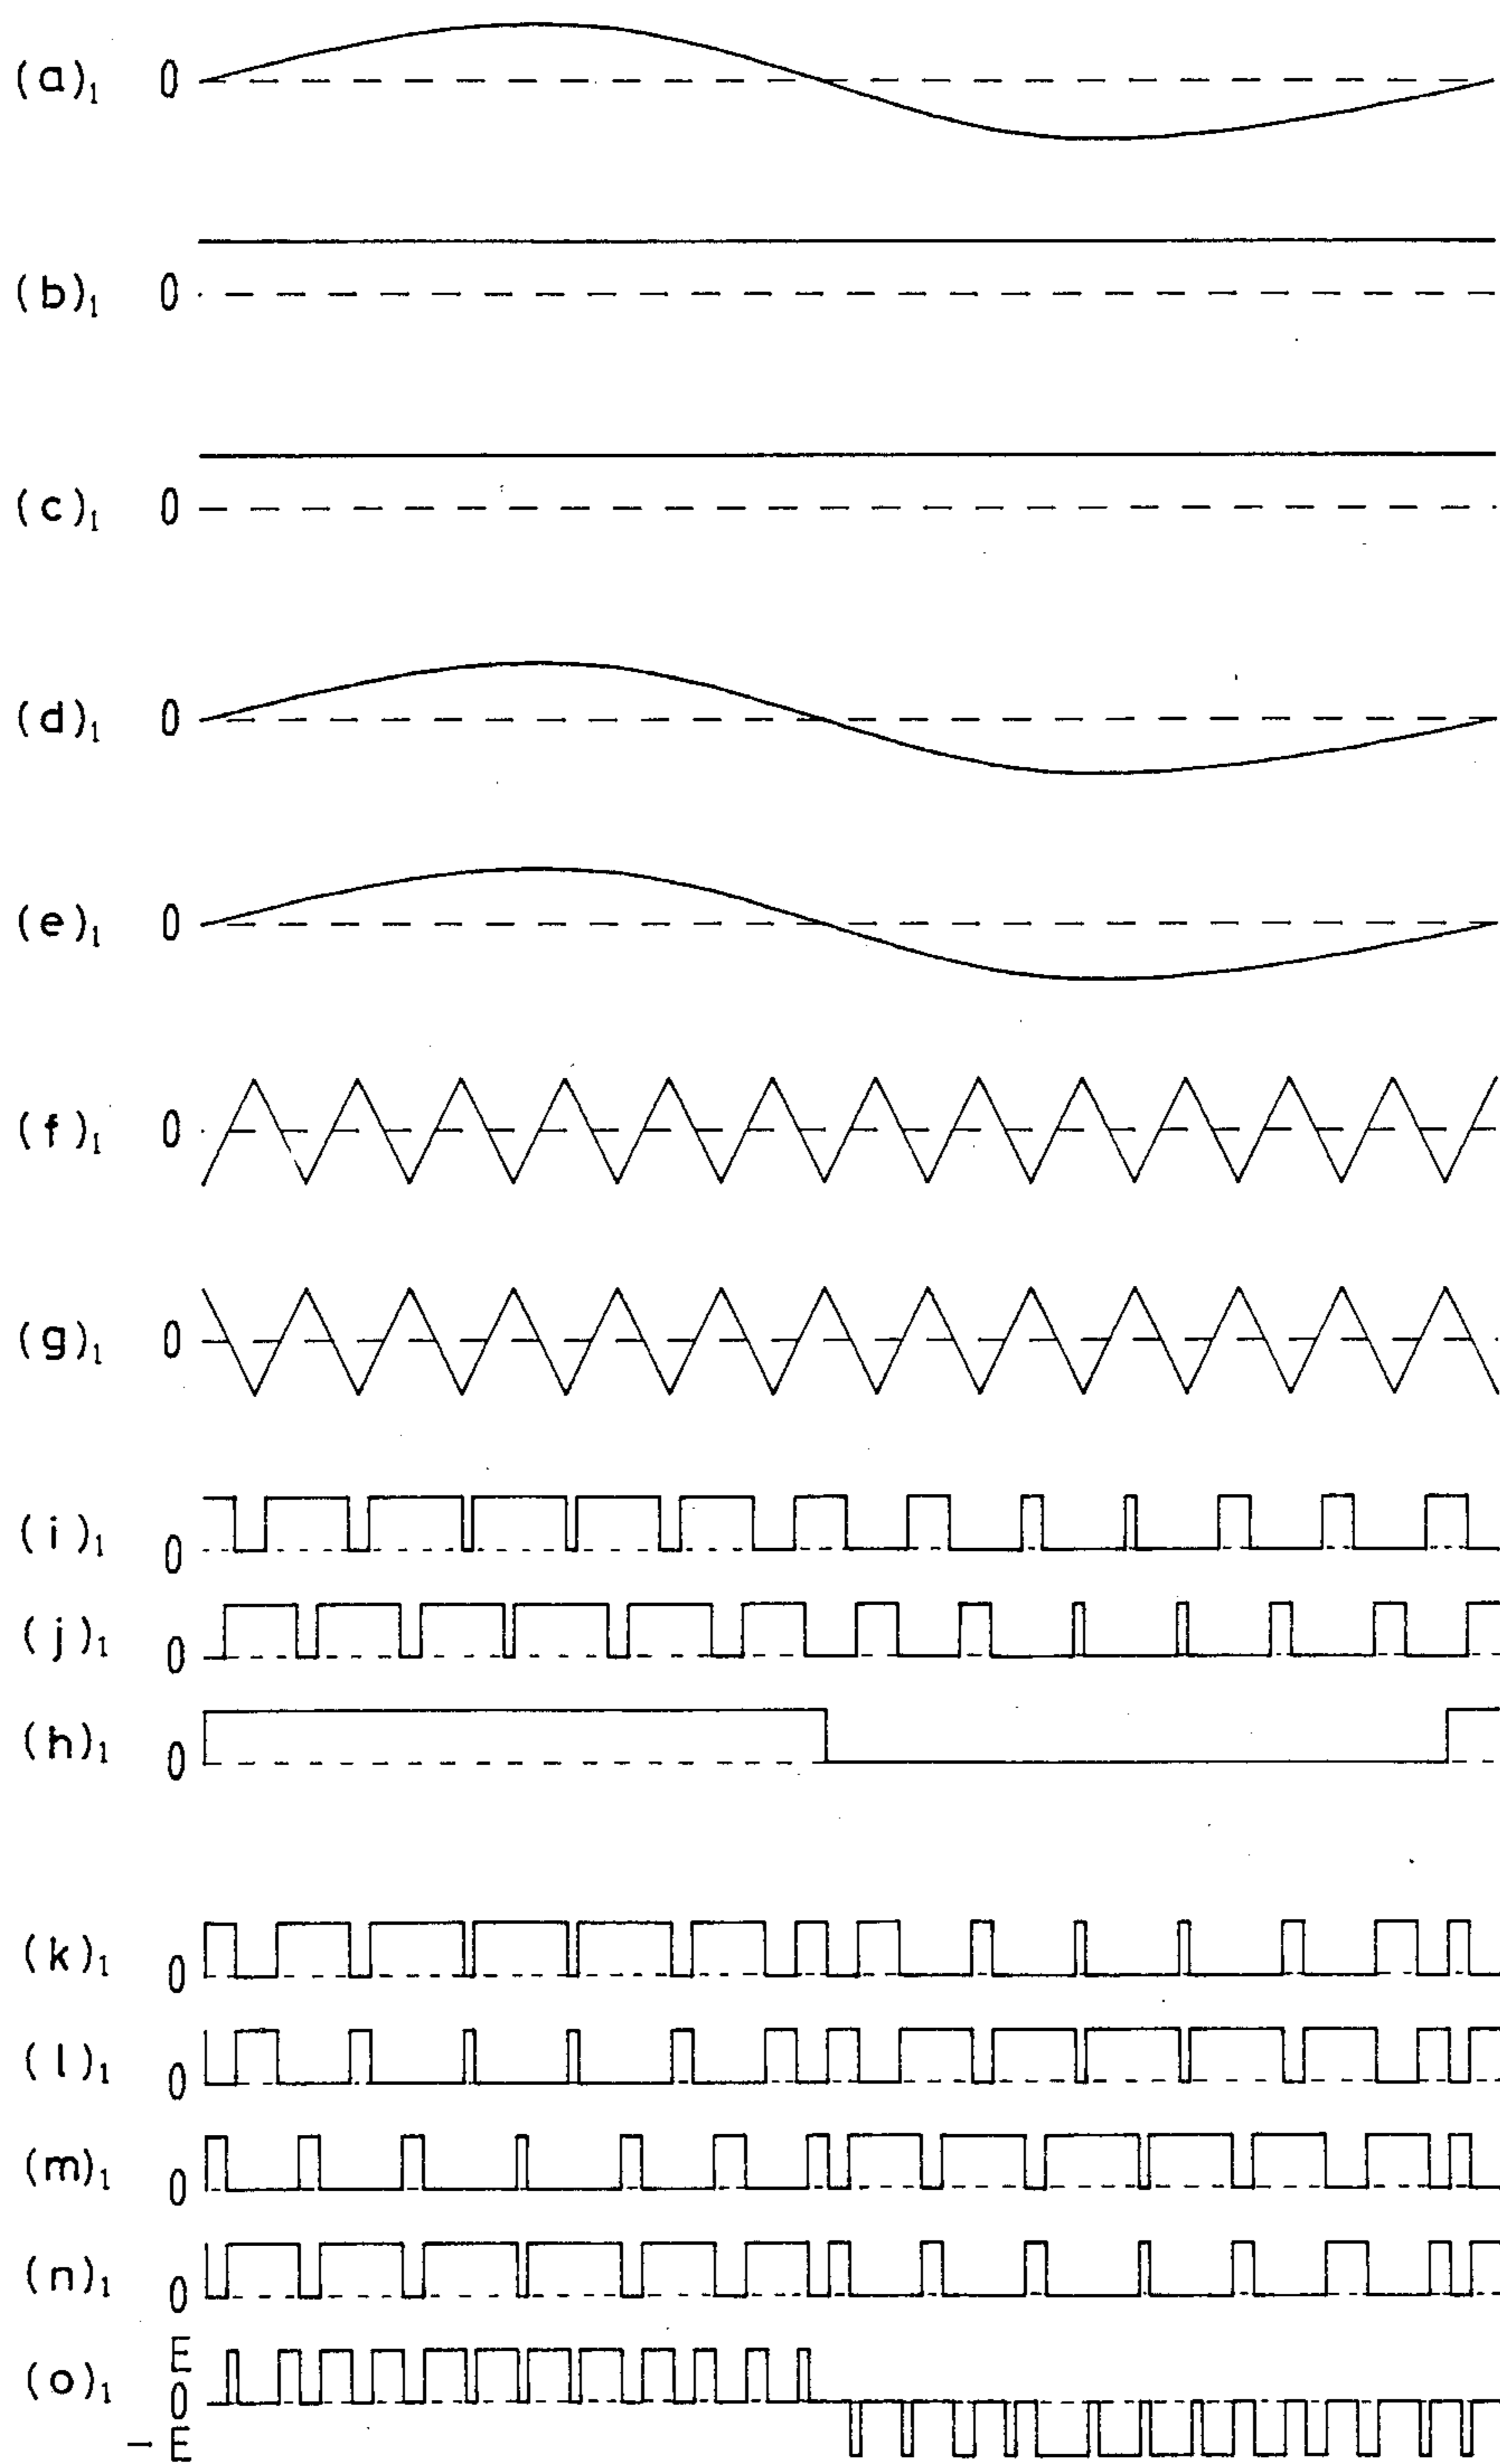 (a)₁ 0
(b)₁ 0
(c)₁ 0
(d)₁ 0
(e)₁ 0
(f)₁ 0
(g)₁ 0
(i)₁ 0
(j)₁ 0
(h)₁ 0
(k)₁ 0
(l)₁ 0
(m)₁ 0
(n)₁ 0
E
(o)₁ 0
-E